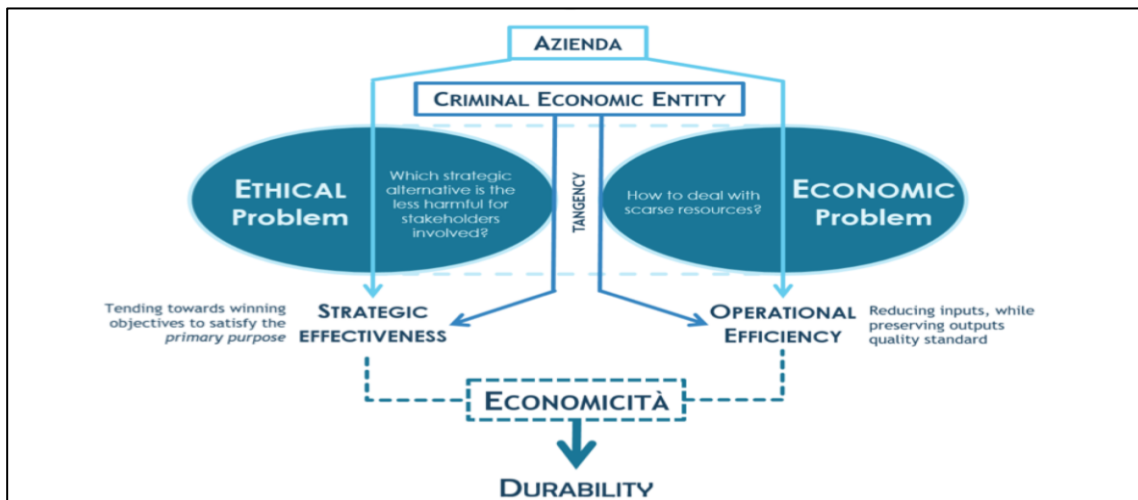 AZIENDA
CRIMINAL ECONOMIC ENTITY
ETHICAL
Problem
Which strategic
alternative is the
less harmful for
stakeholders
involved?
TANGENCY
How to deal with
scarse resources?
ECONOMIC
Problem
Tending towards winning
objectives to satisfy the
primary purpose
STRATEGIC
EFFECTIVENESS
OPERATIONAL
EFFICIENCY
Reducing inputs, while
preserving outputs
quality standard
ECONOMICITÀ
DURABILITY